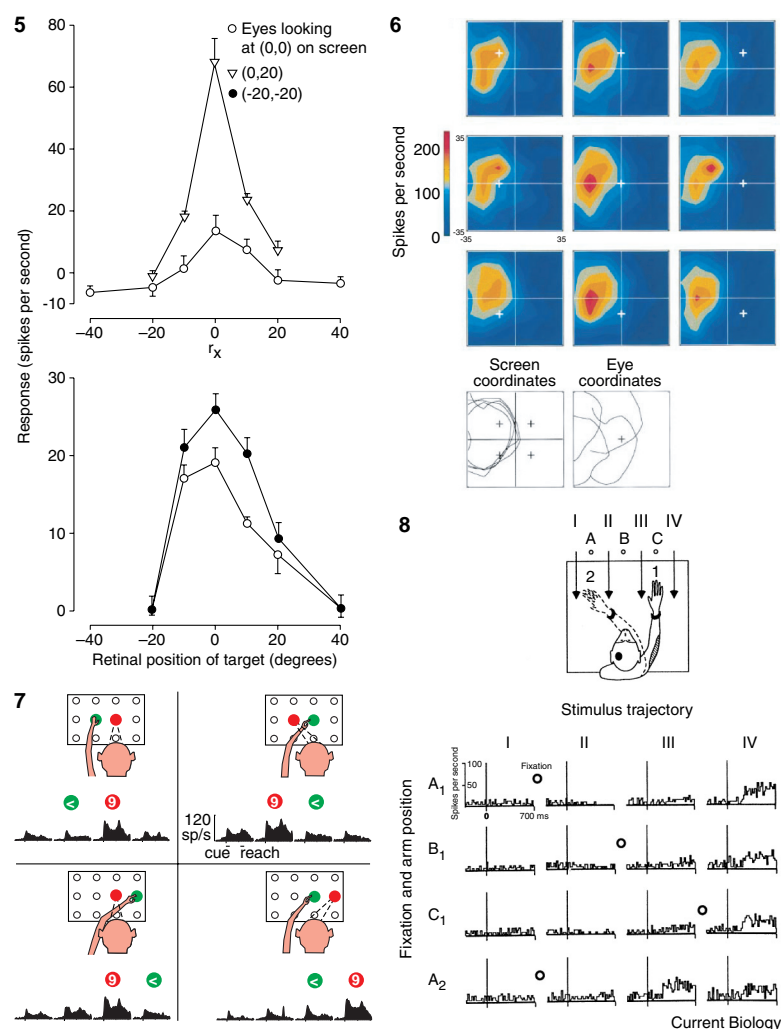 5
80
60
40
20
0
-10
Response (spikes per second)
Eyes looking
at (0,0) on screen
(0,20)
(-20,-20)
−40
−20
0
20
40
rx
30
20
10
0
−40
−20
0
20
40
Retinal position of target (degrees)
6
Spikes per second
200
100
0
35
-35
-35
35
Screen
coordinates
Eye
coordinates
7
120
sp/s
cue reach
8
I II III IV
A B C
2 1
Stimulus trajectory
I II III IV
Fixation and arm position
Spikes per second
100
50
Fixation
0 700 ms
A1
B1
C1
A2
Current Biology